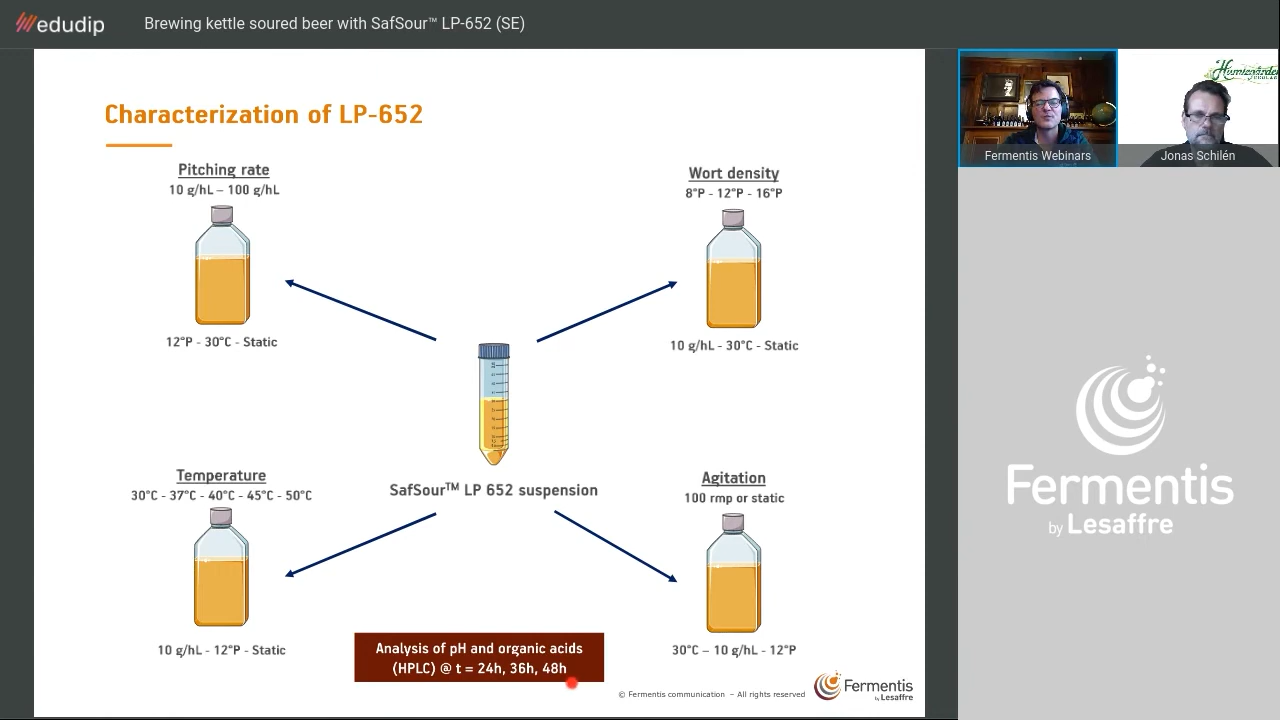 edudip
Brewing kettle soured beer with SafSour™ LP-652 (SE)
Characterization of LP-652
Pitching rate
10 g/hL – 100 g/hL
12°P - 30°C - Static
Wort density
8°P - 12°P - 16°P
10 g/hL - 30°C - Static
SafSour™ LP 652 suspension
Temperature
30°C - 37°C - 40°C - 45°C - 50°C
10 g/hL - 12°P - Static
Agitation
100 rmp or static
30°C – 10 g/hL - 12°P
Analysis of pH and organic acids
(HPLC) @ t = 24h, 36h, 48h
© Fermentis communication – All rights reserved
Fermentis
by Lesaffre
Fermentis Webinars
Jonas Schilén
Fermentis
by Lesaffre